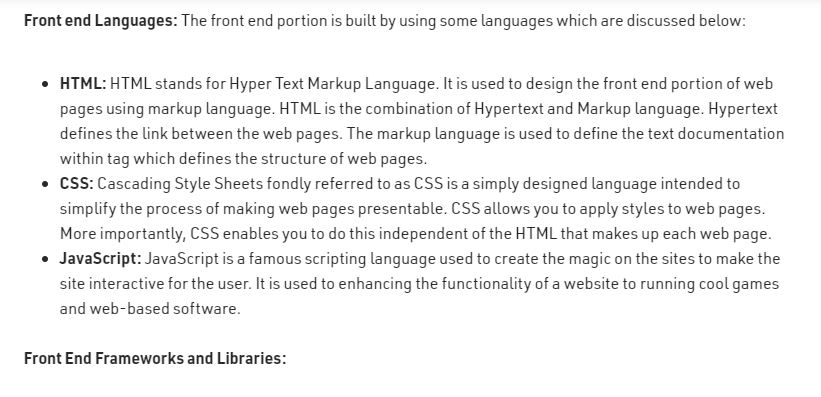 Front end Languages: The front end portion is built by using some languages which are discussed below:
• HTML: HTML stands for Hyper Text Markup Language. It is used to design the front end portion of web
pages using markup language. HTML is the combination of Hypertext and Markup language. Hypertext
defines the link between the web pages. The markup language is used to define the text documentation
within tag which defines the structure of web pages.
• CSS: Cascading Style Sheets fondly referred to as CSS is a simply designed language intended to
simplify the process of making web pages presentable. CSS allows you to apply styles to web pages.
More importantly, CSS enables you to do this independent of the HTML that makes up each web page.
• JavaScript: JavaScript is a famous scripting language used to create the magic on the sites to make the
site interactive for the user. It is used to enhancing the functionality of a website to running cool games
and web-based software.
Front End Frameworks and Libraries: